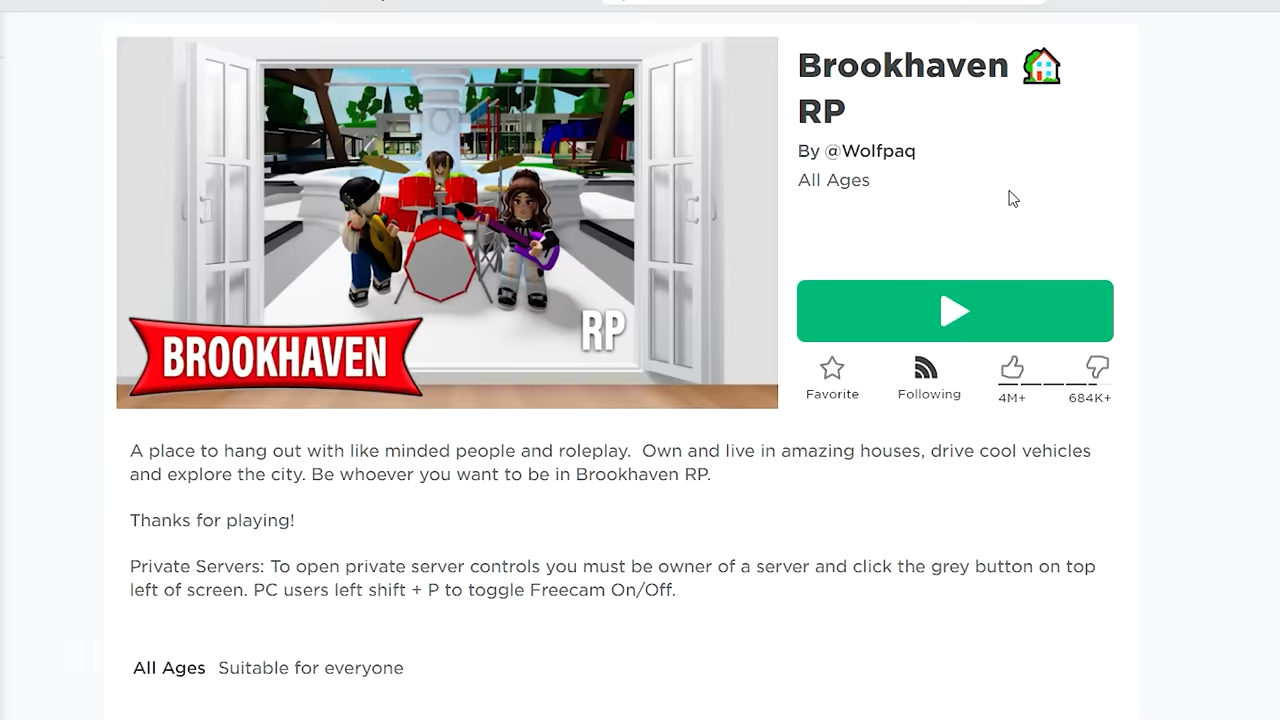 Brookhaven 🏠
RP
By @Wolfpaq
All Ages
BROOKHAVEN
RP
Favorite
Following
4M+
684K+
A place to hang out with like minded people and roleplay.  Own and live in amazing houses, drive cool vehicles
and explore the city. Be whoever you want to be in Brookhaven RP.
Thanks for playing!
Private Servers: To open private server controls you must be owner of a server and click the grey button on top
left of screen. PC users left shift + P to toggle Freecam On/Off.
All Ages Suitable for everyone